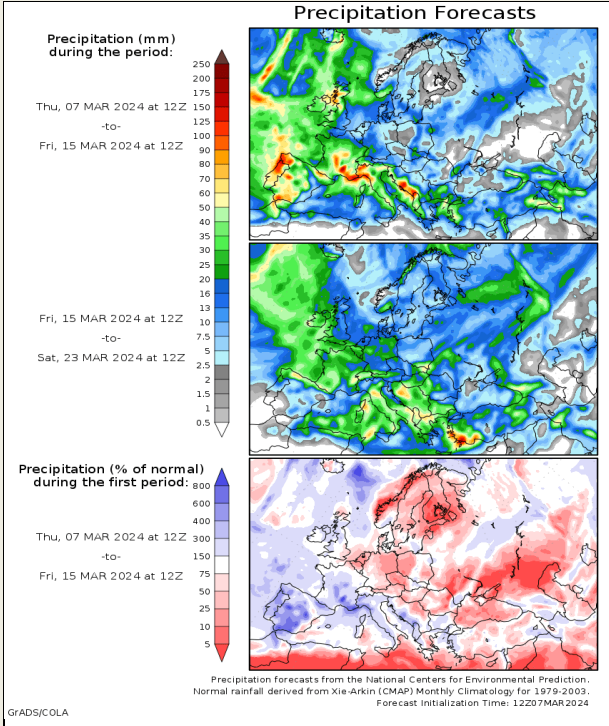 Precipitation Forecasts
Precipitation (mm)
during the period:
Thu, 07 MAR 2024 at 12Z
-to-
Fri, 15 MAR 2024 at 12Z
250
200
175
150
125
100
90
80
70
60
50
40
35
30
25
20
16
13
10
7.5
5
2.5
2
1.5
1
0.5
Fri, 15 MAR 2024 at 12Z
-to-
Sat, 23 MAR 2024 at 12Z
Precipitation (% of normal)
during the first period:
Thu, 07 MAR 2024 at 12Z
-to-
Fri, 15 MAR 2024 at 12Z
800
600
400
300
150
75
50
25
10
5
Precipitation forecasts from the National Centers for Environmental Prediction.
Normal rainfall derived from Xie-Arkin (CMAP) Monthly Climatology for 1979-2003.
Forecast Initialization Time: 12Z07MAR2024
GrADS/COLA